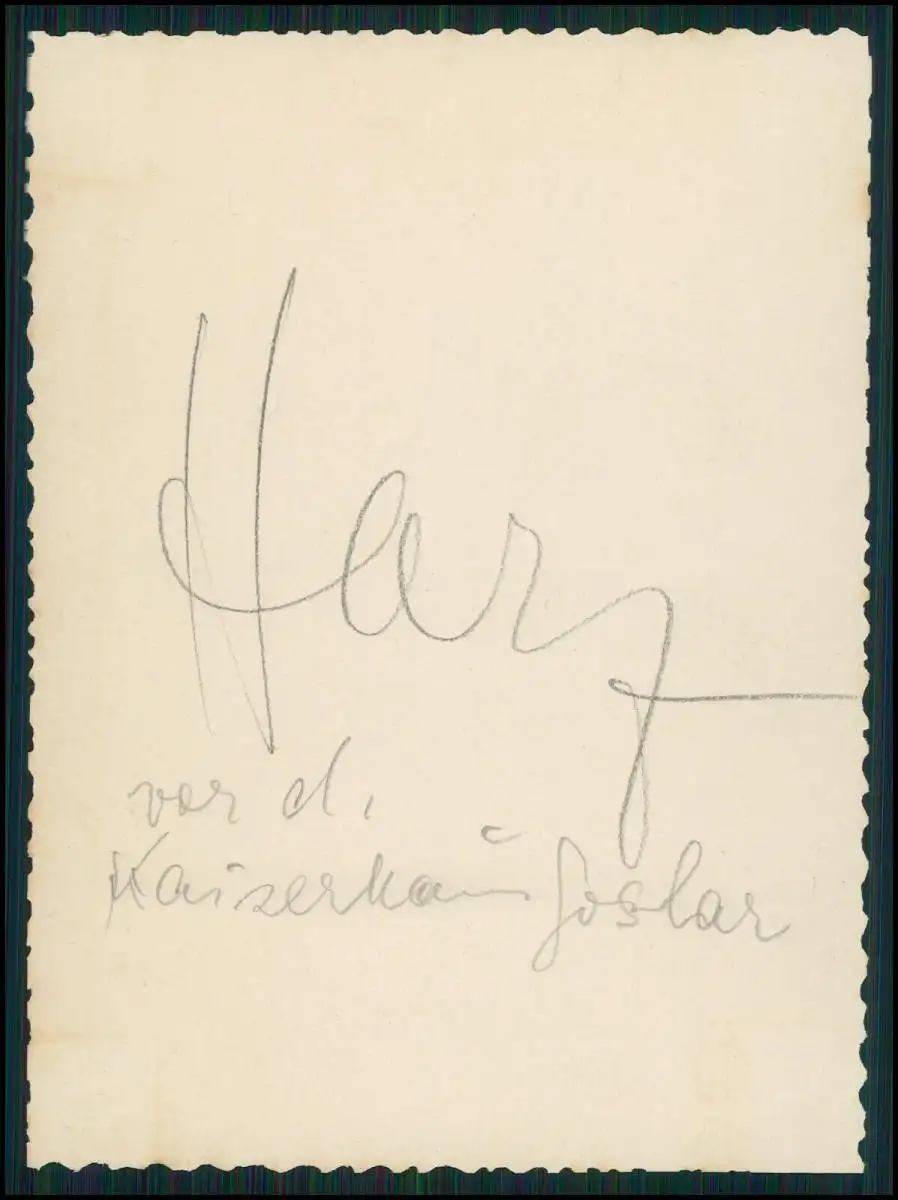 Harz
vor d.
Kaiserhaus Goslar